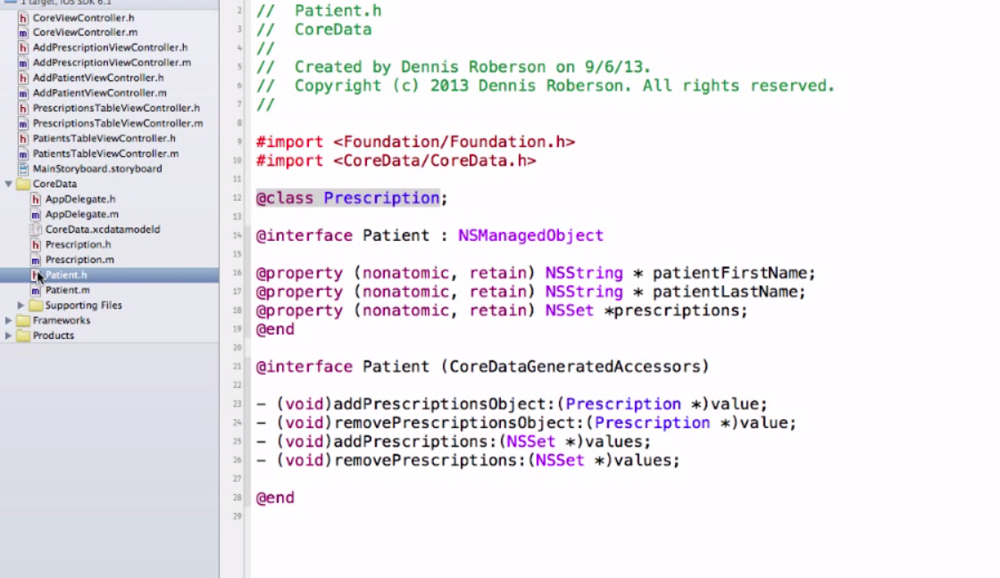 1 target, iOS SDK 6.1
CoreViewController.h
CoreViewController.m
AddPrescriptionViewController.h
AddPrescriptionViewController.m
AddPatientViewController.h
AddPatientViewController.m
PrescriptionsTableViewController.h
PrescriptionsTableViewController.m
PatientsTableViewController.h
PatientsTableViewController.m
MainStoryboard.storyboard
CoreData
AppDelegate.h
AppDelegate.m
CoreData.xcdatamodeld
Prescription.h
Prescription.m
Patient.h
Patient.m
Supporting Files
Frameworks
Products
2 // Patient.h
3 // CoreData
4 //
5 // Created by Dennis Roberson on 9/6/13.
6 // Copyright (c) 2013 Dennis Roberson. All rights reserved.
7 //
8
9 #import <Foundation/Foundation.h>
10 #import <CoreData/CoreData.h>
11
12 @class Prescription;
13
14 @interface Patient : NSManagedObject
15
16 @property (nonatomic, retain) NSString * patientFirstName;
17 @property (nonatomic, retain) NSString * patientLastName;
18 @property (nonatomic, retain) NSSet *prescriptions;
19 @end
20
21 @interface Patient (CoreDataGeneratedAccessors)
22
23 - (void)addPrescriptionsObject:(Prescription *)value;
24 - (void)removePrescriptionsObject:(Prescription *)value;
25 - (void)addPrescriptions:(NSSet *)values;
26 - (void)removePrescriptions:(NSSet *)values;
27
28 @end
29